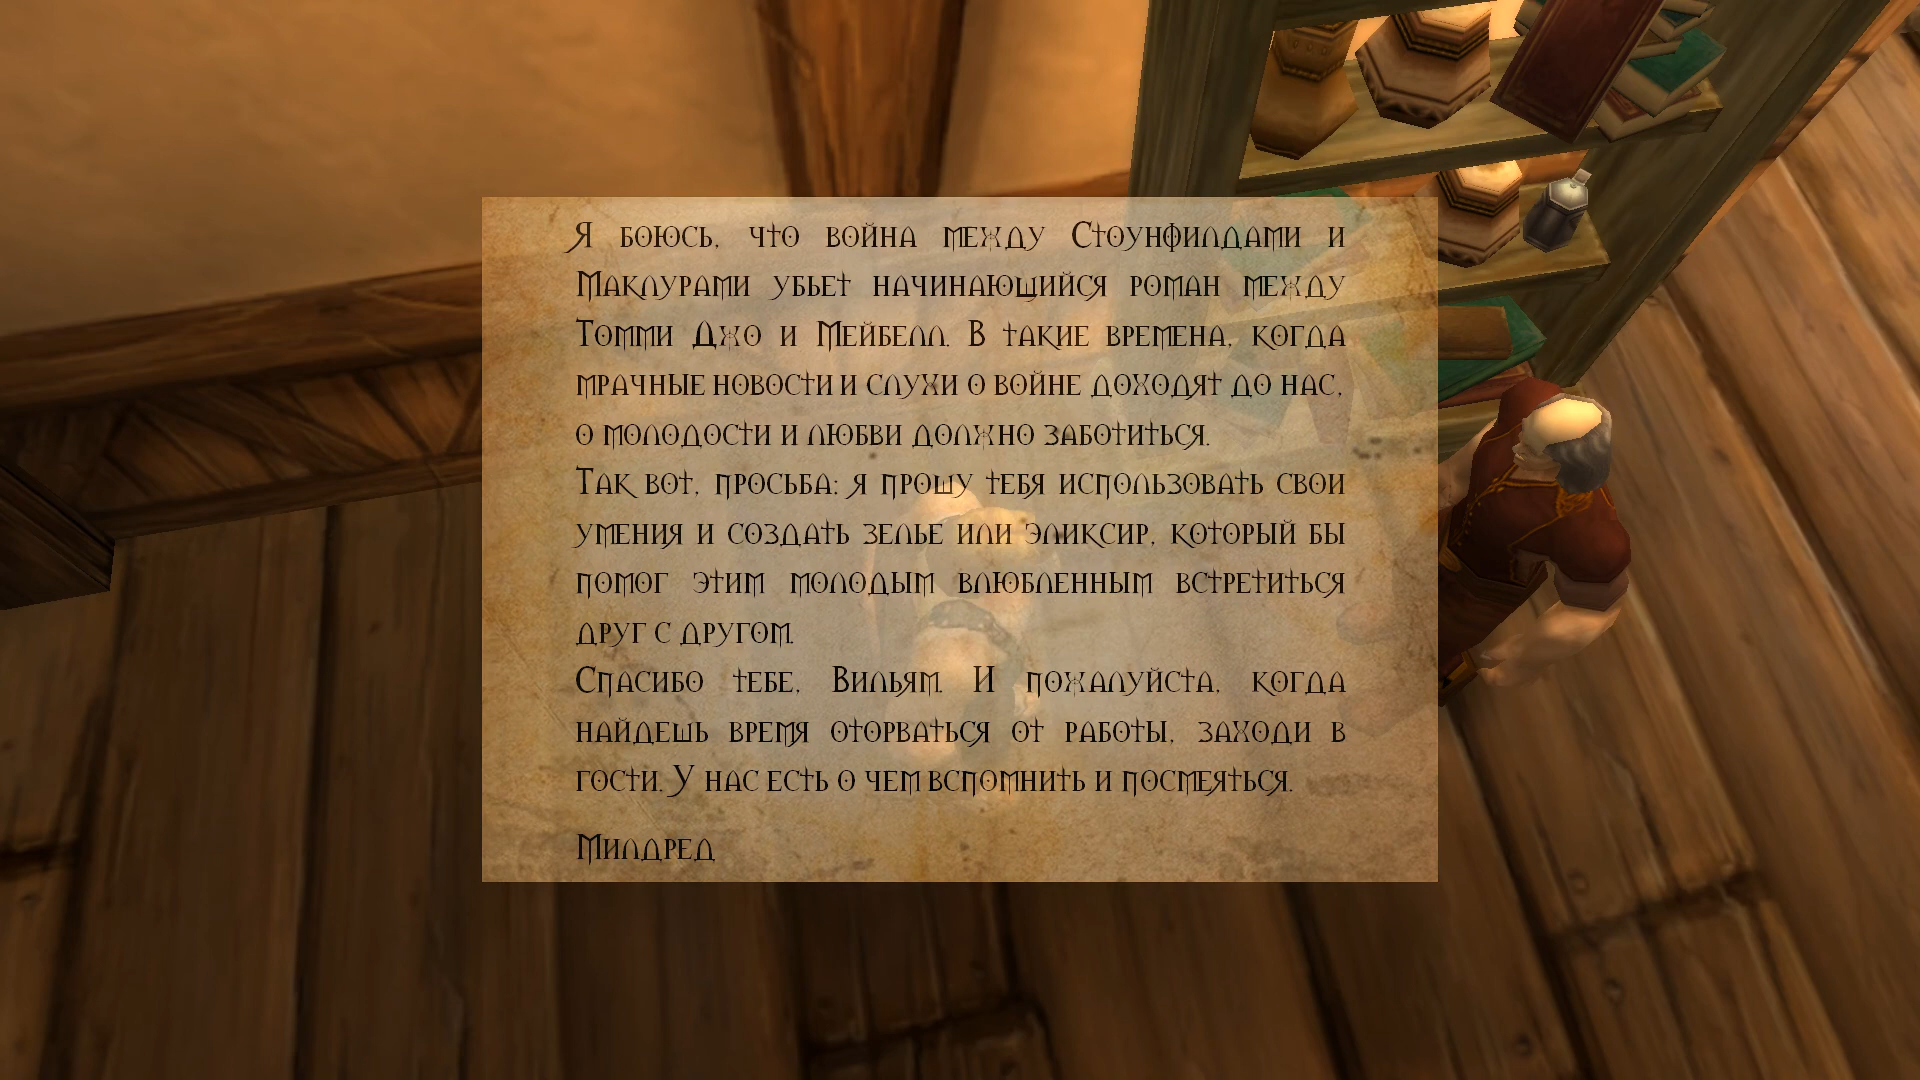 Я боюсь, что война между Стоунфилдами и
Маклурами убьет начинающийся роман между
Томми Джо и Мейбелл. В такие времена, когда
мрачные новости и слухи о войне доходят до нас,
о молодости и любви должно заботиться.
Так вот, просьба: я прошу тебя использовать свои
умения и создать зелье или эликсир, который бы
помог этим молодым влюбленным встретиться
друг с другом.
Спасибо тебе, Вильям. И пожалуйста, когда
найдешь время оторваться от работы, заходи в
гости. У нас есть о чем вспомнить и посмеяться.
Милдред